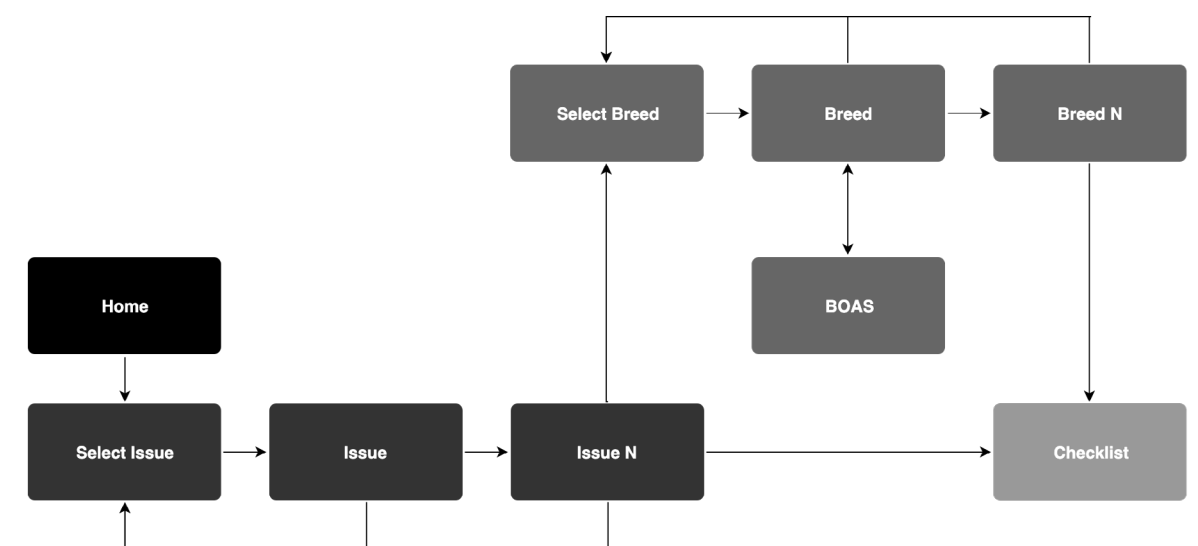 Select Breed
Breed
Breed N
Home
BOAS
Select Issue
Issue
Issue N
Checklist